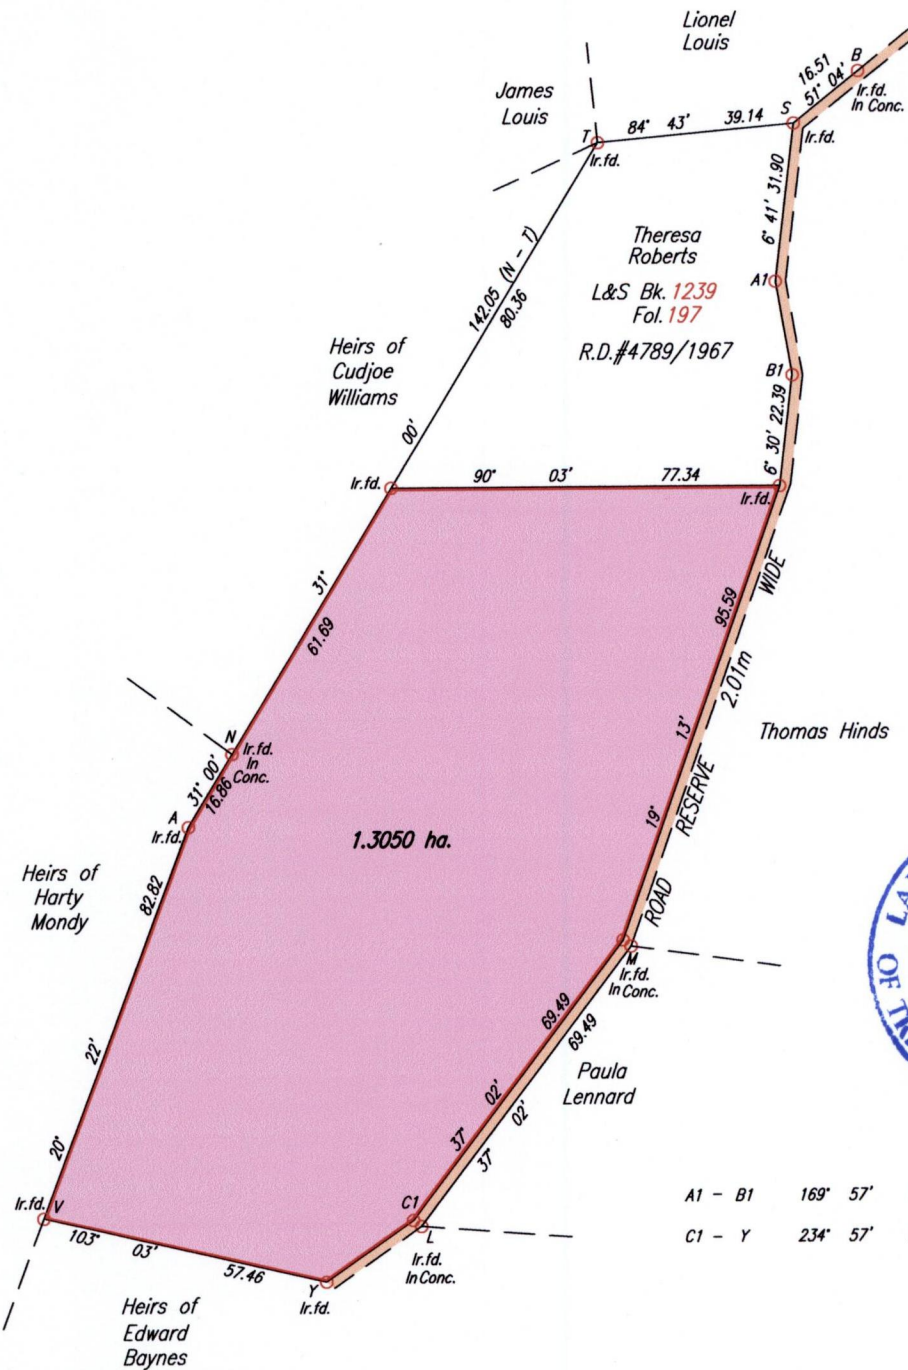 Lionel
Louis
B
16.51
51° 04'
Ir.fd.
In Conc.
James
Louis
S
Ir.fd.
T
84° 43' 39.14
Ir.fd.
6° 41' 31.90
Theresa
Roberts
L&S Bk. 1239
Fol. 197
R.D.#4789/1967
A1
B1
142.05 (N - T)
80.36
Heirs of
Cudjoe
Williams
00'
6° 30' 22.39
Ir.fd.
90° 03' 77.34
Ir.fd.
31°
61.69
95.59
13'
19°
ROAD RESERVE 2.01m WIDE
Thomas Hinds
N
Ir.fd.
In
Conc.
31° 00'
16.86
A
Ir.fd.
1.3050 ha.
Heirs of
Harty
Mondy
82.82
22'
20°
M
Ir.fd.
In Conc.
69.49
37° 02'
69.49
37° 02'
Paula
Lennard
OF
Ir.fd. V
103° 03' 57.46
C1
L
Ir.fd.
In Conc.
Y
Ir.fd.
A1 - B1 169° 57'
C1 - Y 234° 57'
Heirs of
Edward
Baynes